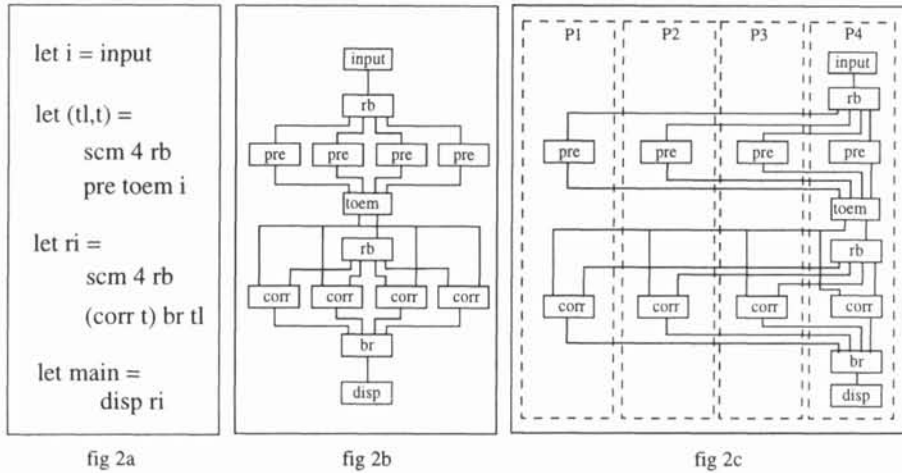 let i = input
let (tl,t) =
scm 4 rb
pre toem i
let ri =
scm 4 rb
(corr t) br tl
let main =
disp ri
fig 2a
input
rb
pre pre pre pre
toem
rb
corr corr corr corr
br
disp
fig 2b
P1 P2 P3 P4
input
rb
pre pre pre pre
toem
rb
corr corr corr corr
br
disp
fig 2c